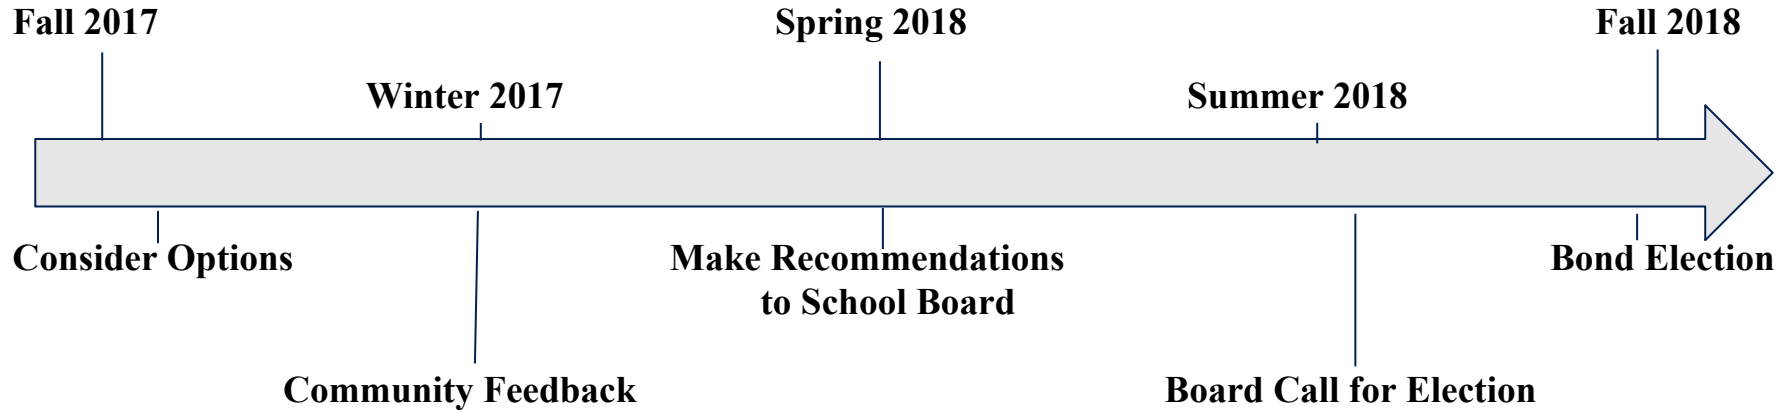 Fall 2017
Spring 2018
Fall 2018
Winter 2017
Summer 2018
Consider Options
Make Recommendations
to School Board
Bond Election
Community Feedback
Board Call for Election